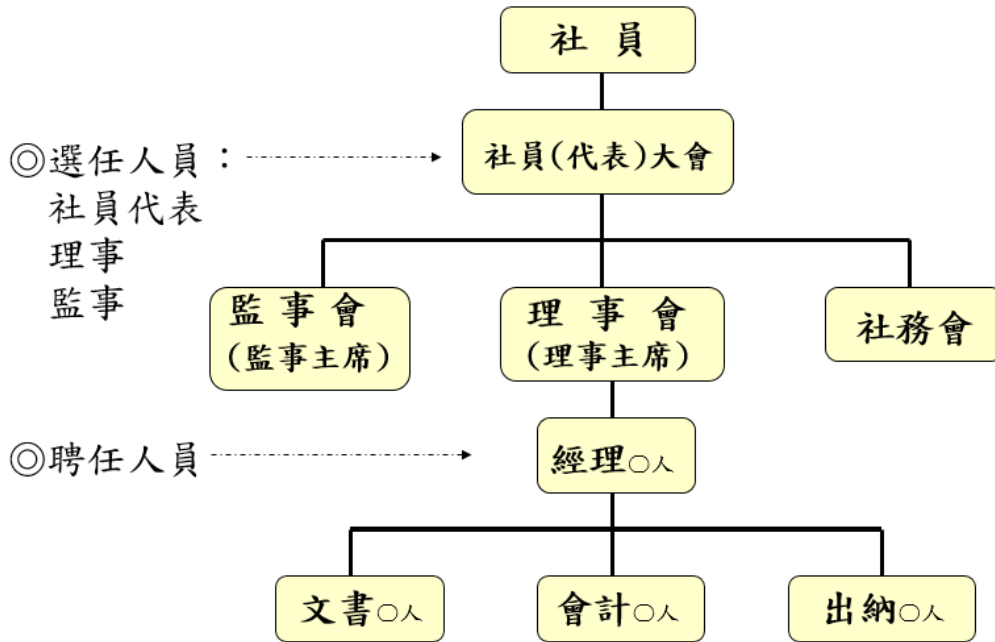 社員
社員(代表)大會
◎選任人員：
社員代表
理事
監事
監事會
(監事主席)
理事會
(理事主席)
社務會
◎聘任人員
經理○人
文書○人
會計○人
出納○人